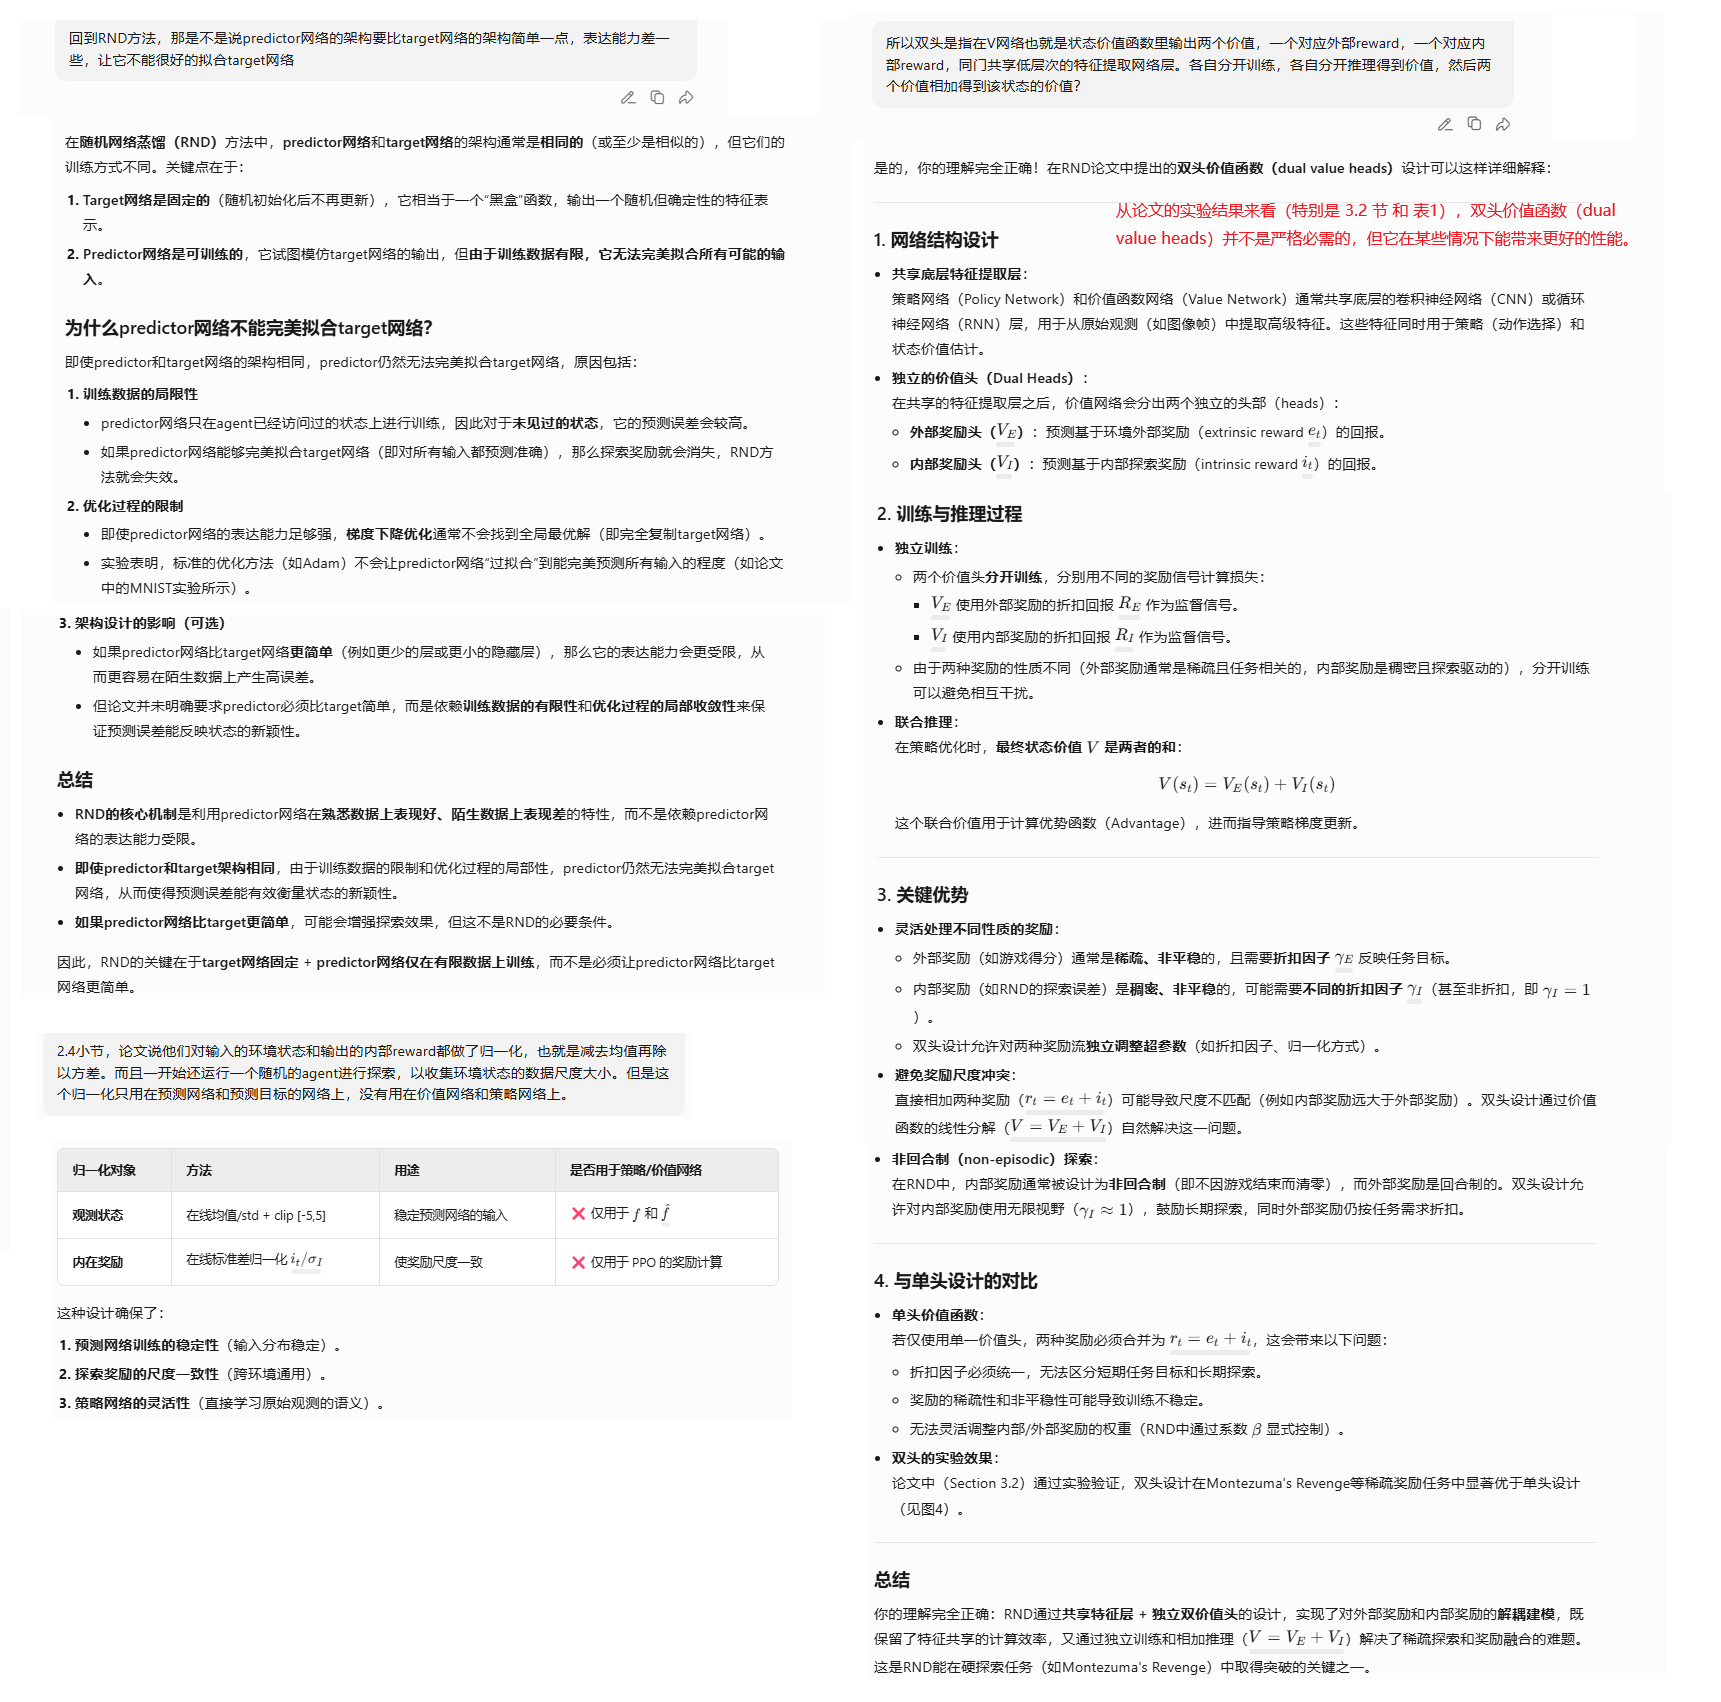 回到RND方法，那是不是说predictor网络的架构要比target网络的架构简单一点，表达能力差一
些，让它不能很好的拟合target网络
在随机网络蒸馏（RND）方法中，predictor网络和target网络的架构通常是相同的（或至少是相似的），但它们的
训练方式不同。关键点在于：
1. Target网络是固定的（随机初始化后不再更新），它相当于一个“黑盒”函数，输出一个随机但确定性的特征表
示。
2. Predictor网络是可训练的，它试图模仿target网络的输出，但由于训练数据有限，它无法完美拟合所有可能的输
入。
为什么predictor网络不能完美拟合target网络？
即使predictor和target网络的架构相同，predictor仍然无法完美拟合target网络，原因包括：
1. 训练数据的局限性
• predictor网络只在agent已经访问过的状态上进行训练，因此对于未见过的状态，它的预测误差会较高。
• 如果predictor网络能够完美拟合target网络（即对所有输入都预测准确），那么探索奖励就会消失，RND方
法就会失效。
2. 优化过程的限制
• 即使predictor网络的表达能力足够强，梯度下降优化通常不会找到全局最优解（即完全复制target网络）。
• 实验表明，标准的优化方法（如Adam）不会让predictor网络“过拟合”到能完美预测所有输入的程度（如论文
中的MNIST实验所示）。
3. 架构设计的影响（可选）
• 如果predictor网络比target网络更简单（例如更少的层或更小的隐藏层），那么它的表达能力会更受限，从
而更容易在陌生数据上产生高误差。
• 但论文并未明确要求predictor必须比target简单，而是依赖训练数据的有限性和优化过程的局部收敛性来保
证预测误差能反映状态的新颖性。
总结
• RND的核心机制是利用predictor网络在熟悉数据上表现好、陌生数据上表现差的特性，而不是依赖predictor网
络的表达能力受限。
• 即使predictor和target架构相同，由于训练数据的限制和优化过程的局部性，predictor仍然无法完美拟合target
网络，从而使得预测误差能有效衡量状态的新颖性。
• 如果predictor网络比target更简单，可能会增强探索效果，但这不是RND的必要条件。
因此，RND的关键在于target网络固定 + predictor网络仅在有限数据上训练，而不是必须让predictor网络比target
网络更简单。
2.4小节，论文说他们对输入的环境状态和输出的内部reward都做了归一化，也就是减去均值再除
以方差。而且一开始还运行一个随机的agent进行探索，以收集环境状态的数据尺度大小。但是这
个归一化只用在预测网络和预测目标的网络上，没有用在价值网络和策略网络上。
归一化对象 方法 用途 是否用于策略/价值网络
观测状态 在线均值/std + clip [-5,5] 稳定预测网络的输入 ❌ 仅用于 f 和 f̂
内在奖励 在线标准差归一化 i_t/σ_I 使奖励尺度一致 ❌ 仅用于 PPO 的奖励计算
这种设计确保了：
1. 预测网络训练的稳定性（输入分布稳定）。
2. 探索奖励的尺度一致性（跨环境通用）。
3. 策略网络的灵活性（直接学习原始观测的语义）。
所以双头是指在V网络也就是状态价值函数里输出两个价值，一个对应外部reward，一个对应内
部reward，同门共享低层次的特征提取网络层。各自分开训练，各自分开推理得到价值，然后两
个价值相加得到该状态的价值？
是的，你的理解完全正确！在RND论文中提出的双头价值函数（dual value heads）设计可以这样详细解释：
从论文的实验结果来看（特别是 3.2 节 和 表1），双头价值函数（dual
value heads）并不是严格必需的，但它在某些情况下能带来更好的性能。
1. 网络结构设计
• 共享底层特征提取层：
策略网络（Policy Network）和价值函数网络（Value Network）通常共享底层的卷积神经网络（CNN）或循环
神经网络（RNN）层，用于从原始观测（如图像帧）中提取高级特征。这些特征同时用于策略（动作选择）和
状态价值估计。
• 独立的价值头（Dual Heads）：
在共享的特征提取层之后，价值网络会分出两个独立的头部（heads）：
◦ 外部奖励头（V_E）：预测基于环境外部奖励（extrinsic reward e_t）的回报。
◦ 内部奖励头（V_I）：预测基于内部探索奖励（intrinsic reward i_t）的回报。
2. 训练与推理过程
• 独立训练：
◦ 两个价值头分开训练，分别用不同的奖励信号计算损失：
▪ V_E 使用外部奖励的折扣回报 R_E 作为监督信号。
▪ V_I 使用内部奖励的折扣回报 R_I 作为监督信号。
◦ 由于两种奖励的性质不同（外部奖励通常是稀疏且任务相关的，内部奖励是稠密且探索驱动的），分开训练
可以避免相互干扰。
• 联合推理：
在策略优化时，最终状态价值 V 是两者的和：
V(s_t) = V_E(s_t) + V_I(s_t)
这个联合价值用于计算优势函数（Advantage），进而指导策略梯度更新。
3. 关键优势
• 灵活处理不同性质的奖励：
◦ 外部奖励（如游戏得分）通常是稀疏、非平稳的，且需要折扣因子 γ_E 反映任务目标。
◦ 内部奖励（如RND的探索误差）是稠密、非平稳的，可能需要不同的折扣因子 γ_I（甚至非折扣，即 γ_I = 1
）。
◦ 双头设计允许对两种奖励流独立调整超参数（如折扣因子、归一化方式）。
• 避免奖励尺度冲突：
直接相加两种奖励（r_t = e_t + i_t）可能导致尺度不匹配（例如内部奖励远大于外部奖励）。双头设计通过价值
函数的线性分解（V = V_E + V_I）自然解决这一问题。
• 非回合制（non-episodic）探索：
在RND中，内部奖励通常被设计为非回合制（即不因游戏结束而清零），而外部奖励是回合制的。双头设计允
许对内部奖励使用无限视野（γ_I ≈ 1），鼓励长期探索，同时外部奖励仍按任务需求折扣。
4. 与单头设计的对比
• 单头价值函数：
若仅使用单一价值头，两种奖励必须合并为 r_t = e_t + i_t，这会带来以下问题：
◦ 折扣因子必须统一，无法区分短期任务目标和长期探索。
◦ 奖励的稀疏性和非平稳性可能导致训练不稳定。
◦ 无法灵活调整内部/外部奖励的权重（RND中通过系数 β 显式控制）。
• 双头的实验效果：
论文中（Section 3.2）通过实验验证，双头设计在Montezuma's Revenge等稀疏奖励任务中显著优于单头设计
（见图4）。
总结
你的理解完全正确：RND通过共享特征层 + 独立双价值头的设计，实现了对外部奖励和内部奖励的解耦建模，既
保留了特征共享的计算效率，又通过独立训练和相加推理（V = V_E + V_I）解决了稀疏探索和奖励融合的难题。
这是RND能在硬探索任务（如Montezuma's Revenge）中取得突破的关键之一。